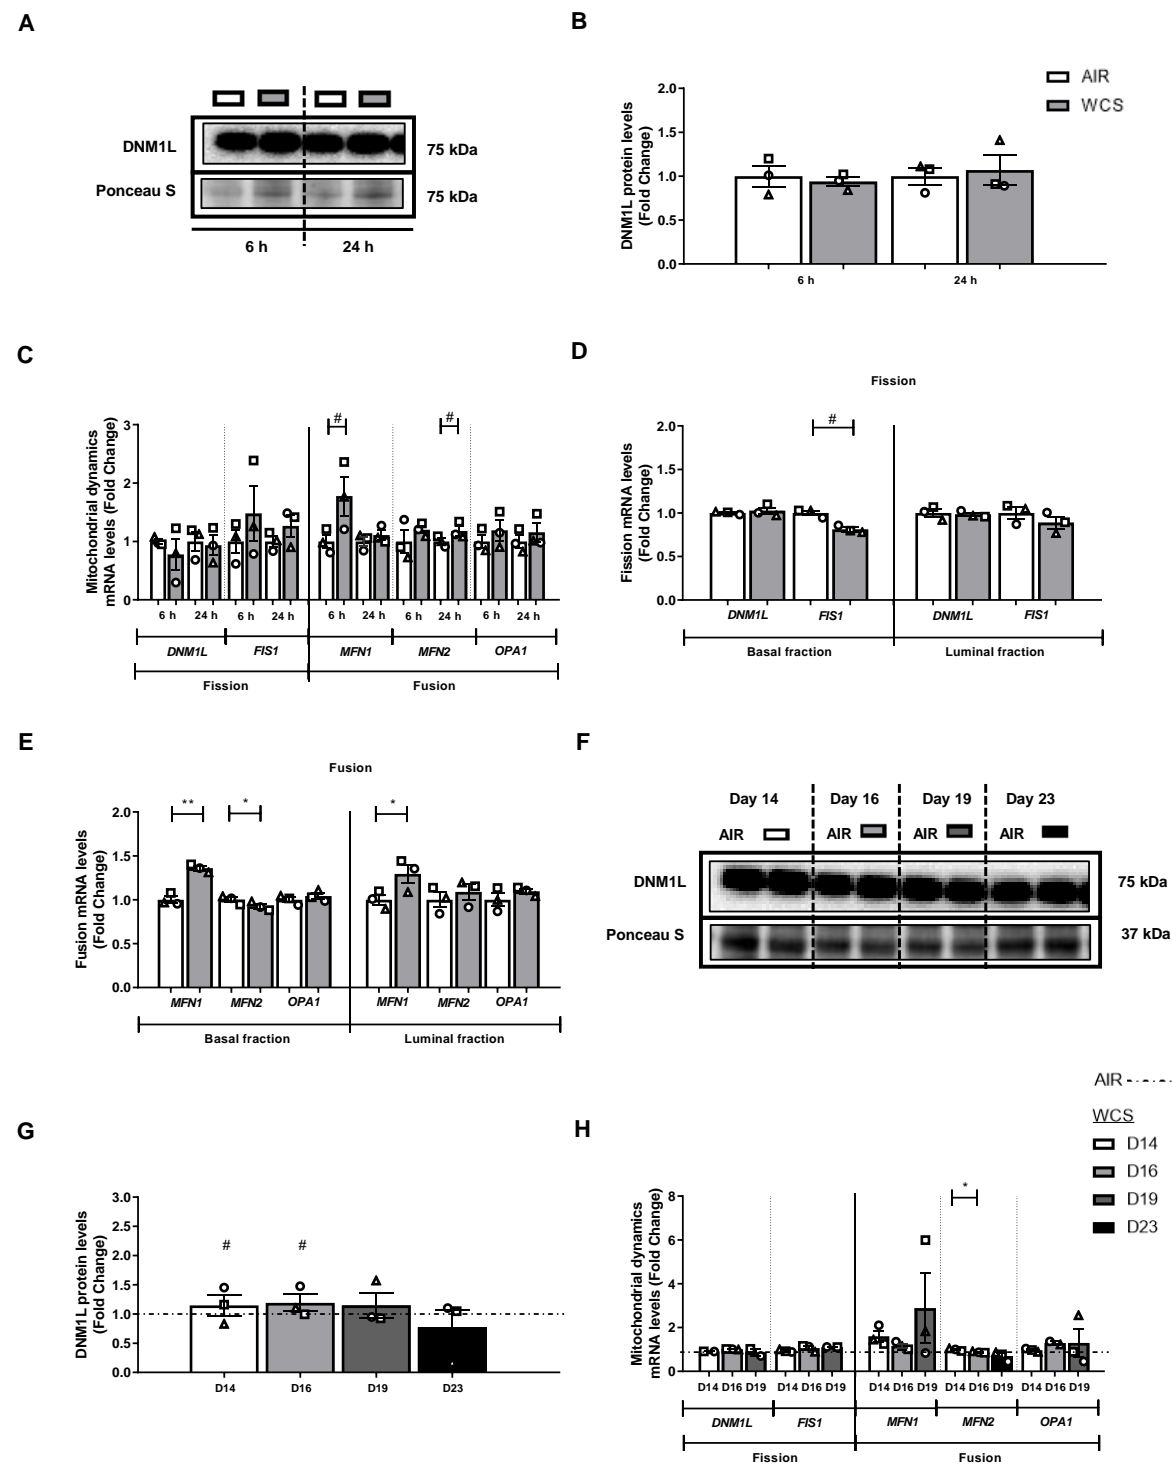 A
DNM1L
75 kDa
Ponceau S
75 kDa
6 h
24 h
B
AIR
WCS
DNM1L protein levels
(Fold Change)
2.0
1.5
1.0
0.5
0.0
6 h
24 h
C
Mitochondrial dynamics
mRNA levels (Fold Change)
3
2
1
0
#
#
6 h 24 h 6 h 24 h 6 h 24 h 6 h 24 h 6 h 24 h
DNM1L FIS1 MFN1 MFN2 OPA1
Fission Fusion
D
Fission
Fission mRNA levels
(Fold Change)
2.0
1.5
1.0
0.5
0.0
#
DNM1L FIS1 DNM1L FIS1
Basal fraction Luminal fraction
E
Fusion
Fusion mRNA levels
(Fold Change)
2.0
1.5
1.0
0.5
0.0
** * *
MFN1 MFN2 OPA1 MFN1 MFN2 OPA1
Basal fraction Luminal fraction
F
Day 14 Day 16 Day 19 Day 23
AIR AIR AIR AIR
DNM1L
75 kDa
Ponceau S
37 kDa
G
DNM1L protein levels
(Fold Change)
3.0
2.5
2.0
1.5
1.0
0.5
0.0
# #
D14 D16 D19 D23
H
AIR
WCS
D14
D16
D19
D23
Mitochondrial dynamics
mRNA levels (Fold Change)
8
6
4
2
0
*
D14 D16 D19 D14 D16 D19 D14 D16 D19 D14 D16 D19 D14 D16 D19
DNM1L FIS1 MFN1 MFN2 OPA1
Fission Fusion